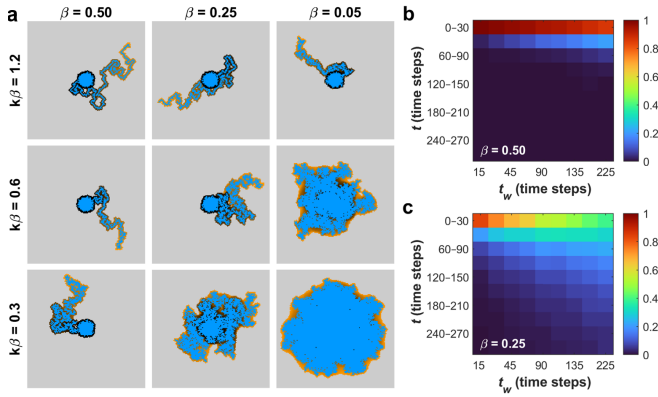 a
β = 0.50
β = 0.25
β = 0.05
kβ = 1.2
kβ = 0.6
kβ = 0.3
b
t (time steps)
0–30
60–90
120–150
180–210
240–270
β = 0.50
15 45 90 135 225
t_w (time steps)
1
0.8
0.6
0.4
0.2
0
c
t (time steps)
0–30
60–90
120–150
180–210
240–270
β = 0.25
15 45 90 135 225
t_w (time steps)
1
0.8
0.6
0.4
0.2
0